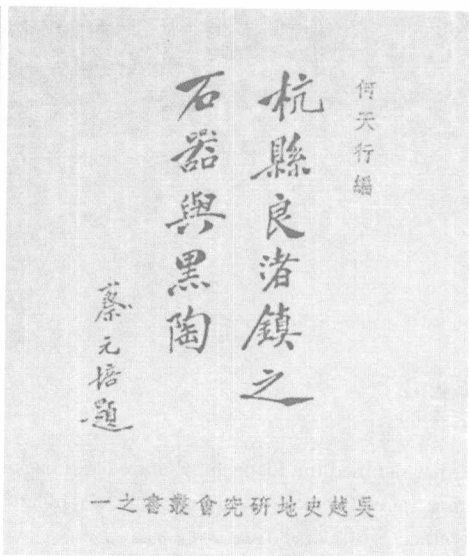 何天行編
杭縣良渚鎮之
石器與黑陶
蔡元培題
吳越史地研究會叢書之一